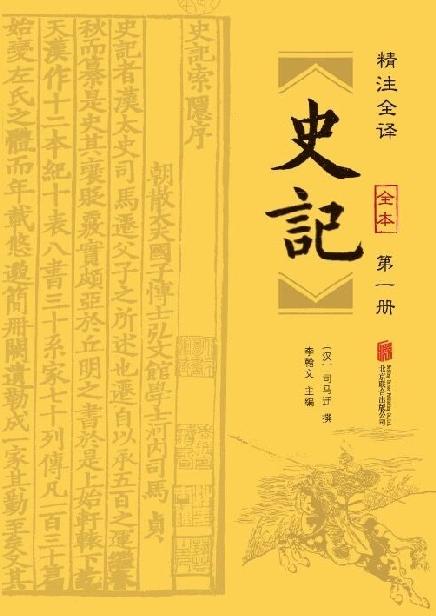 精注全译
全本
第一册
史記
〔汉〕司马迁 撰
李翰文 主编
北京联合出版公司
史記索隱序
朝散大夫國子博士弘文館學士河内司馬 貞
史記者漢太史司馬遷父子之所述也遷自以承五百之運
秋而纂是史其襃貶覈實頗亞於丘明之書於是上始軒轅下
天漢作十二本紀十表八書三十系家七十列傳凡一百三十篇
始變左氏之體而年載悠邈簡册闕遺勒成一家其勤至矣又其